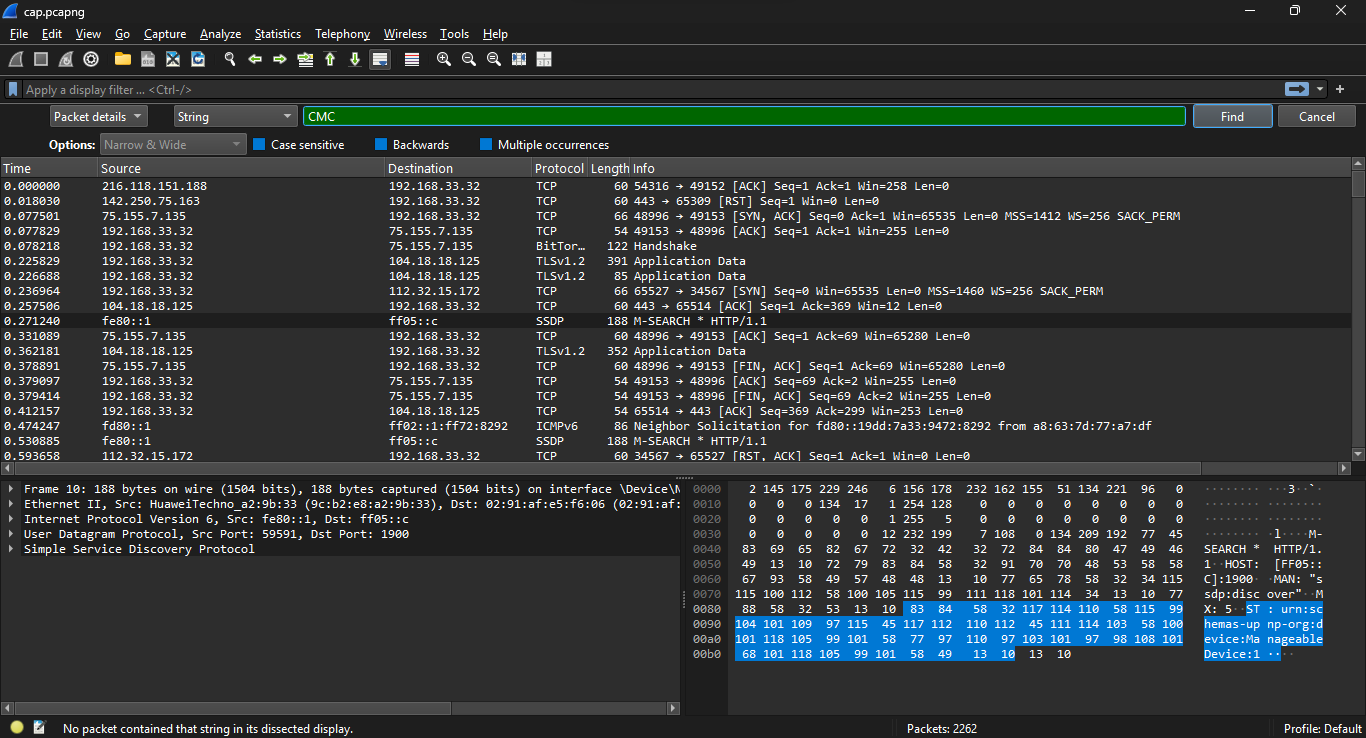 cap.pcapng
File Edit View Go Capture Analyze Statistics Telephony Wireless Tools Help
Apply a display filter ... <Ctrl-/>
Packet details String CMC Find Cancel
Options: Narrow & Wide Case sensitive Backwards Multiple occurrences
Time Source Destination Protocol Length Info
0.000000 216.118.151.188 192.168.33.32 TCP 60 54316 → 49152 [ACK] Seq=1 Ack=1 Win=258 Len=0
0.018030 142.250.75.163 192.168.33.32 TCP 60 443 → 65309 [RST] Seq=1 Win=0 Len=0
0.077501 75.155.7.135 192.168.33.32 TCP 66 48996 → 49153 [SYN, ACK] Seq=0 Ack=1 Win=65535 Len=0 MSS=1412 WS=256 SACK_PERM
0.077829 192.168.33.32 75.155.7.135 TCP 54 49153 → 48996 [ACK] Seq=1 Ack=1 Win=255 Len=0
0.078218 192.168.33.32 75.155.7.135 BitTor… 122 Handshake
0.225829 192.168.33.32 104.18.18.125 TLSv1.2 391 Application Data
0.226688 192.168.33.32 104.18.18.125 TLSv1.2 85 Application Data
0.236964 192.168.33.32 112.32.15.172 TCP 66 65527 → 34567 [SYN] Seq=0 Win=65535 Len=0 MSS=1460 WS=256 SACK_PERM
0.257506 104.18.18.125 192.168.33.32 TCP 60 443 → 65514 [ACK] Seq=1 Ack=369 Win=12 Len=0
0.271240 fe80::1 ff05::c SSDP 188 M-SEARCH * HTTP/1.1
0.331089 75.155.7.135 192.168.33.32 TCP 60 48996 → 49153 [ACK] Seq=1 Ack=69 Win=65280 Len=0
0.362181 104.18.18.125 192.168.33.32 TLSv1.2 352 Application Data
0.378891 75.155.7.135 192.168.33.32 TCP 60 48996 → 49153 [FIN, ACK] Seq=1 Ack=69 Win=65280 Len=0
0.379097 192.168.33.32 75.155.7.135 TCP 54 49153 → 48996 [ACK] Seq=69 Ack=2 Win=255 Len=0
0.379414 192.168.33.32 75.155.7.135 TCP 54 49153 → 48996 [FIN, ACK] Seq=69 Ack=2 Win=255 Len=0
0.412157 192.168.33.32 104.18.18.125 TCP 54 65514 → 443 [ACK] Seq=369 Ack=299 Win=253 Len=0
0.474247 fd80::1 ff02::1:ff72:8292 ICMPv6 86 Neighbor Solicitation for fd80::19dd:7a33:9472:8292 from a8:63:7d:77:a7:df
0.530885 fe80::1 ff05::c SSDP 188 M-SEARCH * HTTP/1.1
0.593658 112.32.15.172 192.168.33.32 TCP 60 34567 → 65527 [RST, ACK] Seq=1 Ack=1 Win=0 Len=0
Frame 10: 188 bytes on wire (1504 bits), 188 bytes captured (1504 bits) on interface \Device\N
Ethernet II, Src: HuaweiTechno_a2:9b:33 (9c:b2:e8:a2:9b:33), Dst: 02:91:af:e5:f6:06 (02:91:af:
Internet Protocol Version 6, Src: fe80::1, Dst: ff05::c
User Datagram Protocol, Src Port: 59591, Dst Port: 1900
Simple Service Discovery Protocol
0000 2 145 175 229 246 6 156 178 232 162 155 51 134 221 96 0 ········ ···3··`·
0010 0 0 0 134 17 1 254 128 0 0 0 0 0 0 0 0 ········ ········
0020 0 0 0 0 0 1 255 5 0 0 0 0 0 0 0 0 ········ ········
0030 0 0 0 0 0 12 232 199 7 108 0 134 209 192 77 45 ········ ·l····M-
0040 83 69 65 82 67 72 32 42 32 72 84 84 80 47 49 46 SEARCH * HTTP/1.
0050 49 13 10 72 79 83 84 58 32 91 70 70 48 53 58 58 1··HOST: [FF05::
0060 67 93 58 49 57 48 48 13 10 77 65 78 58 32 34 115 C]:1900· ·MAN: "s
0070 115 100 112 58 100 105 115 99 111 118 101 114 34 13 10 77 sdp:disc over"··M
0080 88 58 32 53 13 10 83 84 58 32 117 114 110 58 115 99 X: 5··ST : urn:sc
0090 104 101 109 97 115 45 117 112 110 112 45 111 114 103 58 100 hemas-up np-org:d
00a0 101 118 105 99 101 58 77 97 110 97 103 101 97 98 108 101 evice:Ma nageable
00b0 68 101 118 105 99 101 58 49 13 10 13 10 Device:1 ····
No packet contained that string in its dissected display. Packets: 2262 Profile: Default